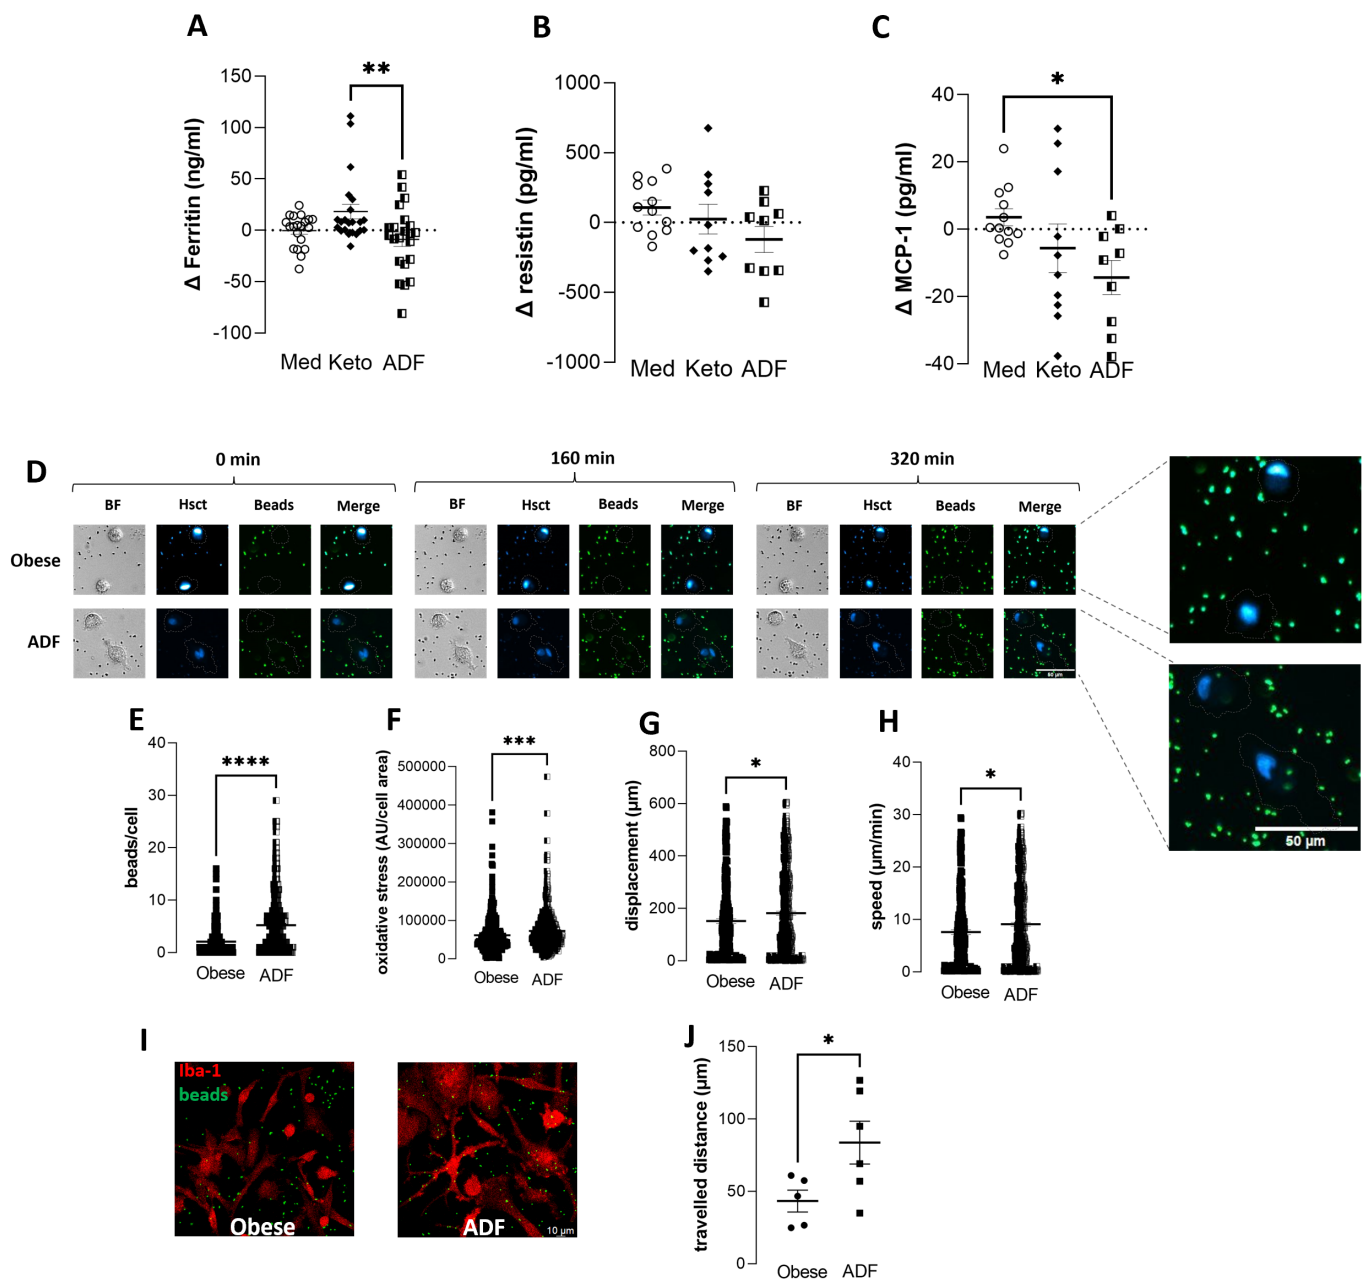 A
B
C
Δ Ferritin (ng/ml)
150
100
50
0
-50
-100
**
Med Keto ADF
Δ resistin (pg/ml)
1000
500
0
-500
-1000
Med Keto ADF
Δ MCP-1 (pg/ml)
40
20
0
-20
-40
*
Med Keto ADF
D
0 min
160 min
320 min
BF Hsct Beads Merge
BF Hsct Beads Merge
BF Hsct Beads Merge
Obese
ADF
50 µm
50 µm
E
beads/cell
40
30
20
10
0
****
Obese ADF
F
oxidative stress (AU/cell area)
500000
400000
300000
200000
100000
0
***
Obese ADF
G
displacement (µm)
800
600
400
200
0
*
Obese ADF
H
speed (µm/min)
40
30
20
10
0
*
Obese ADF
I
Iba-1
beads
Obese
ADF
10 µm
J
travelled distance (µm)
150
100
50
0
*
Obese ADF